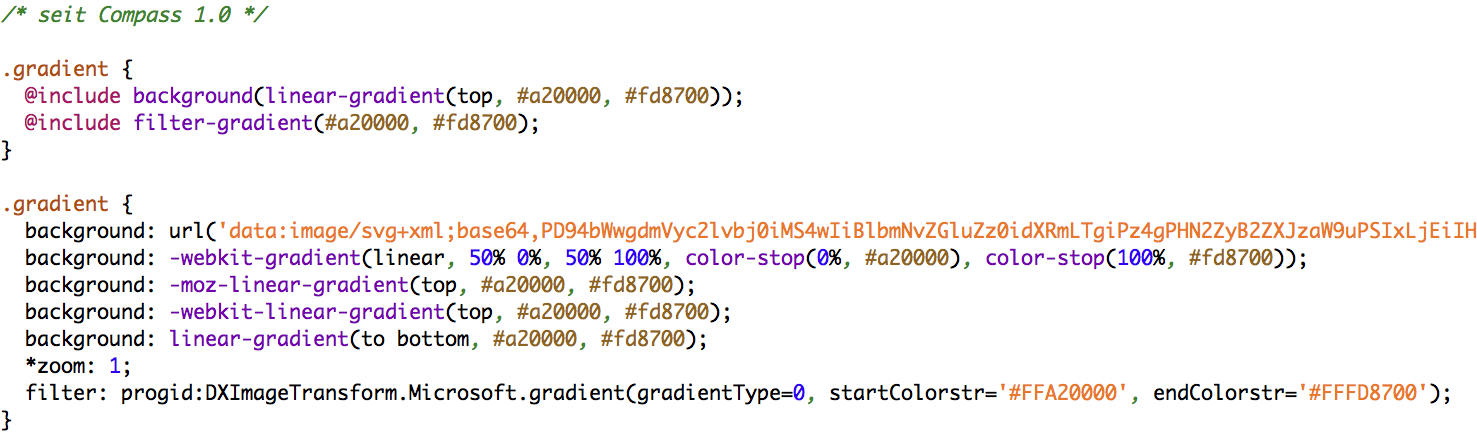 /* seit Compass 1.0 */
.gradient {
@include background(linear-gradient(top, #a20000, #fd8700));
@include filter-gradient(#a20000, #fd8700);
}
.gradient {
background: url('data:image/svg+xml;base64,PD94bWwgdmVyc2lvbj0iMS4wIiBlbmNvZGluZz0idXRmLTgiPz4gPHN2ZyB2ZXJzaW9uPSIxLjEiIH
background: -webkit-gradient(linear, 50% 0%, 50% 100%, color-stop(0%, #a20000), color-stop(100%, #fd8700));
background: -moz-linear-gradient(top, #a20000, #fd8700);
background: -webkit-linear-gradient(top, #a20000, #fd8700);
background: linear-gradient(to bottom, #a20000, #fd8700);
*zoom: 1;
filter: progid:DXImageTransform.Microsoft.gradient(gradientType=0, startColorstr='#FFA20000', endColorstr='#FFFD8700');
}